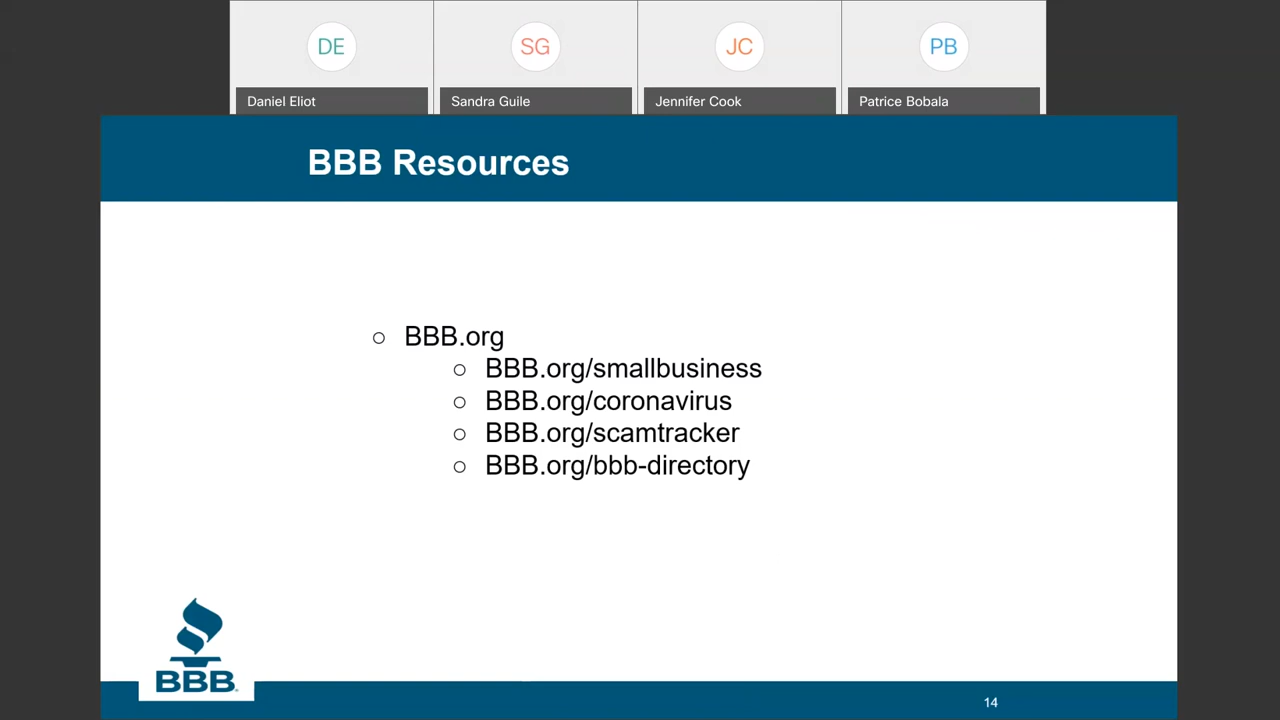 DE
SG
JC
PB
Daniel Eliot
Sandra Guile
Jennifer Cook
Patrice Bobala
BBB Resources
○ BBB.org
○ BBB.org/smallbusiness
○ BBB.org/coronavirus
○ BBB.org/scamtracker
○ BBB.org/bbb-directory
BBB
14